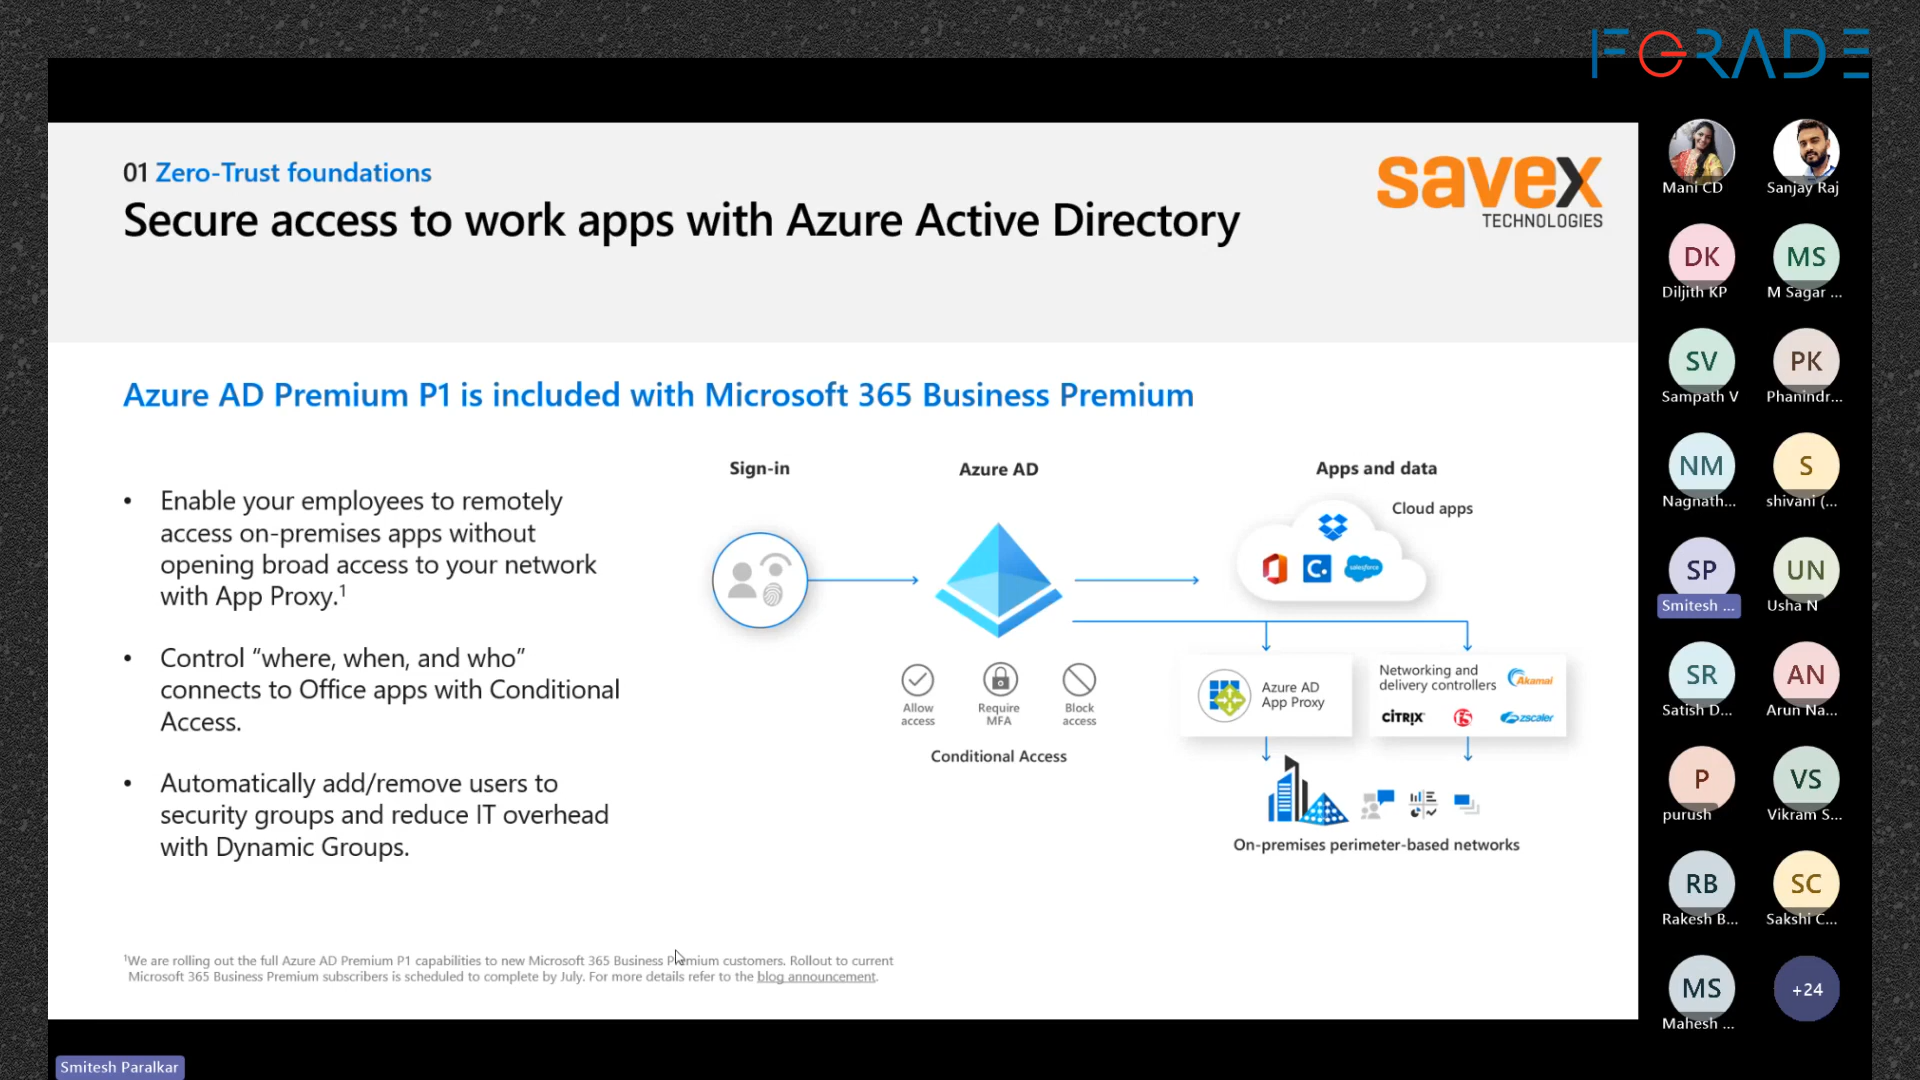 FGRADE
01 Zero-Trust foundations
Secure access to work apps with Azure Active Directory
savex
TECHNOLOGIES
Azure AD Premium P1 is included with Microsoft 365 Business Premium
• Enable your employees to remotely
access on-premises apps without
opening broad access to your network
with App Proxy.¹
• Control “where, when, and who”
connects to Office apps with Conditional
Access.
• Automatically add/remove users to
security groups and reduce IT overhead
with Dynamic Groups.
Sign-in
Azure AD
Apps and data
Cloud apps
C.
salesforce
Allow
access
Require
MFA
Block
access
Conditional Access
Azure AD
App Proxy
Networking and
delivery controllers
Akamai
CITRIX
f5
zscaler
On-premises perimeter-based networks
¹We are rolling out the full Azure AD Premium P1 capabilities to new Microsoft 365 Business Premium customers. Rollout to current
Microsoft 365 Business Premium subscribers is scheduled to complete by July. For more details refer to the blog announcement.
Smitesh Paralkar
Mani CD
Sanjay Raj
DK
Diljith KP
MS
M Sagar ...
SV
Sampath V
PK
Phanindr...
NM
Nagnath...
S
shivani (...
SP
Smitesh ...
UN
Usha N
SR
Satish D...
AN
Arun Na...
P
purush
VS
Vikram S...
RB
Rakesh B...
SC
Sakshi C...
MS
Mahesh ...
+24